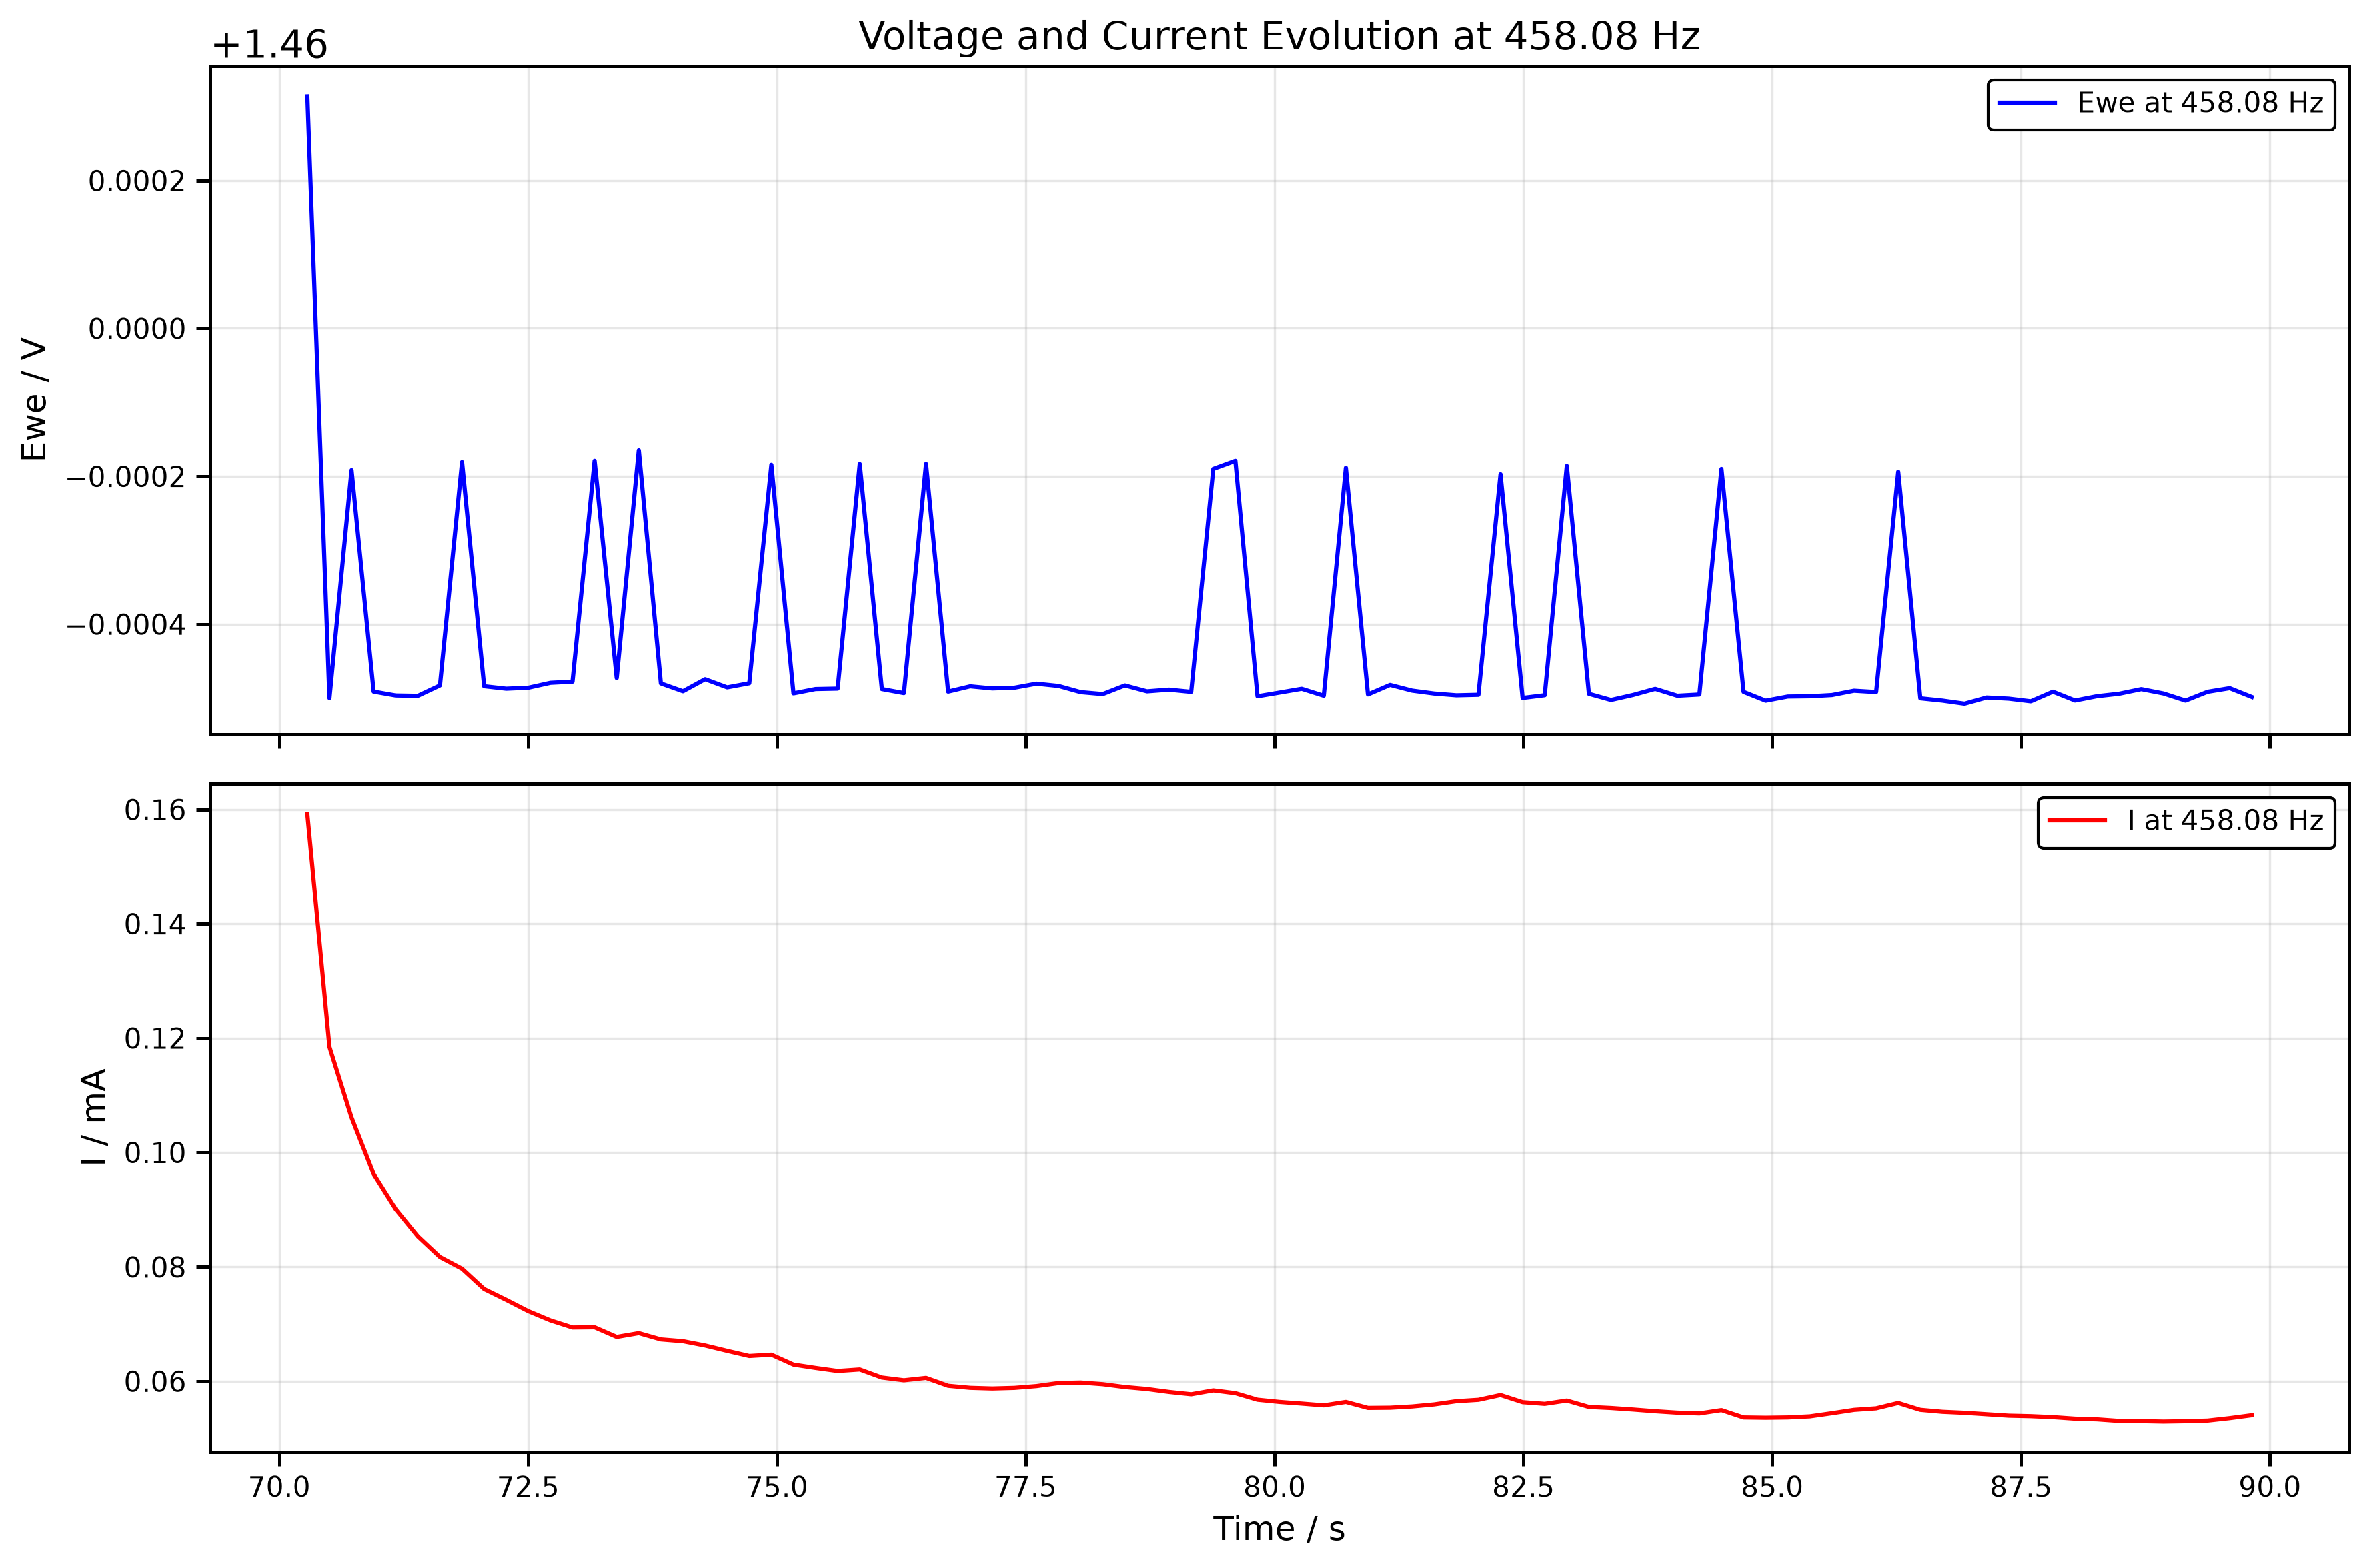 Voltage and Current Evolution at 458.08 Hz
+1.46
Ewe at 458.08 Hz
Ewe / V
0.0002
0.0000
−0.0002
−0.0004
I at 458.08 Hz
I / mA
0.16
0.14
0.12
0.10
0.08
0.06
70.0 72.5 75.0 77.5 80.0 82.5 85.0 87.5 90.0
Time / s